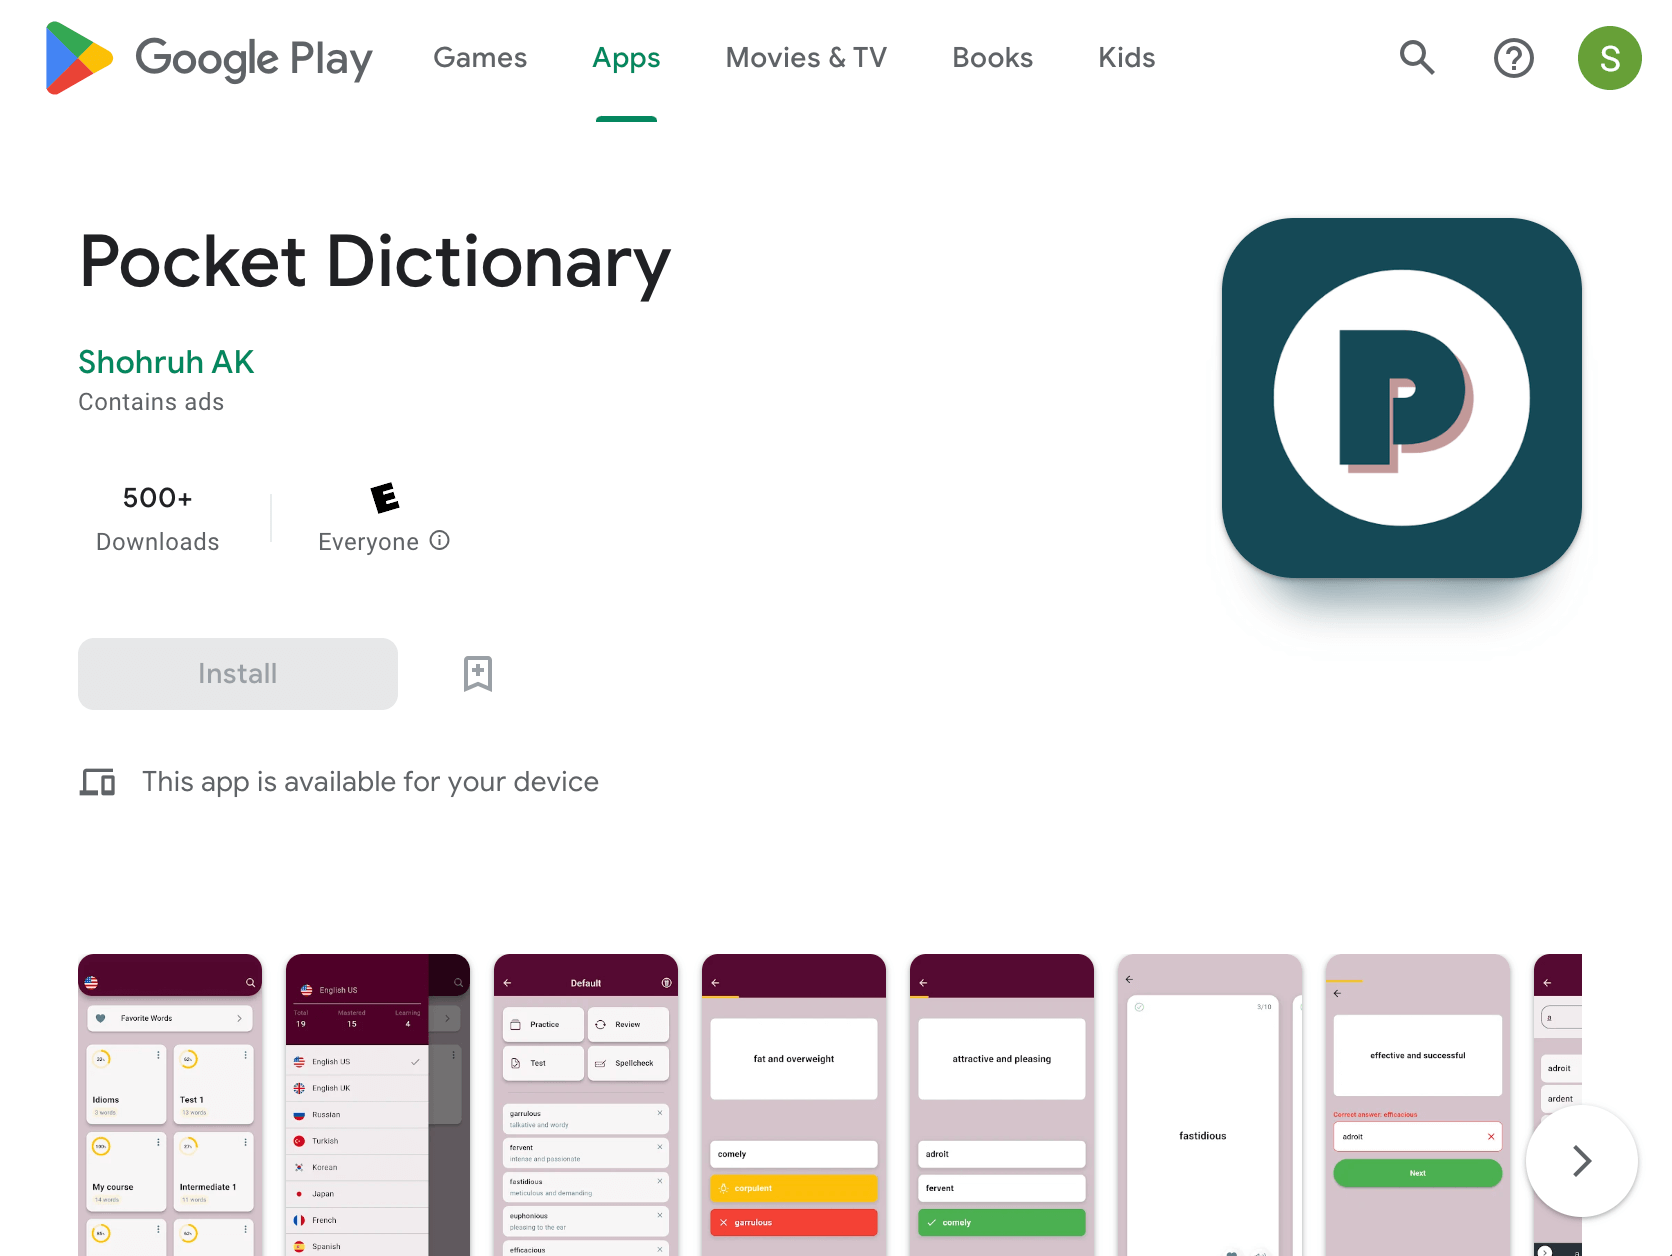 Google Play
Games
Apps
Movies & TV
Books
Kids
S
Pocket Dictionary
Shohruh AK
Contains ads
500+
Downloads
E
Everyone
Install
This app is available for your device
P
Favorite Words
Idioms
3 words
Test 1
13 words
100%
My course
14 words
Intermediate 1
11 words
English US
Total
Mastered
Learning
19
15
4
English US
English UK
Russian
Turkish
Korean
Japan
French
Spanish
Default
Practice
Review
Test
Spellcheck
garrulous
talkative and wordy
fervent
intense and passionate
fastidious
meticulous and demanding
euphonious
pleasing to the ear
efficacious
fat and overweight
comely
corpulent
garrulous
attractive and pleasing
adroit
fervent
comely
3/10
fastidious
effective and successful
Correct answer: efficacious
adroit
Next
a
adroit
ardent
a